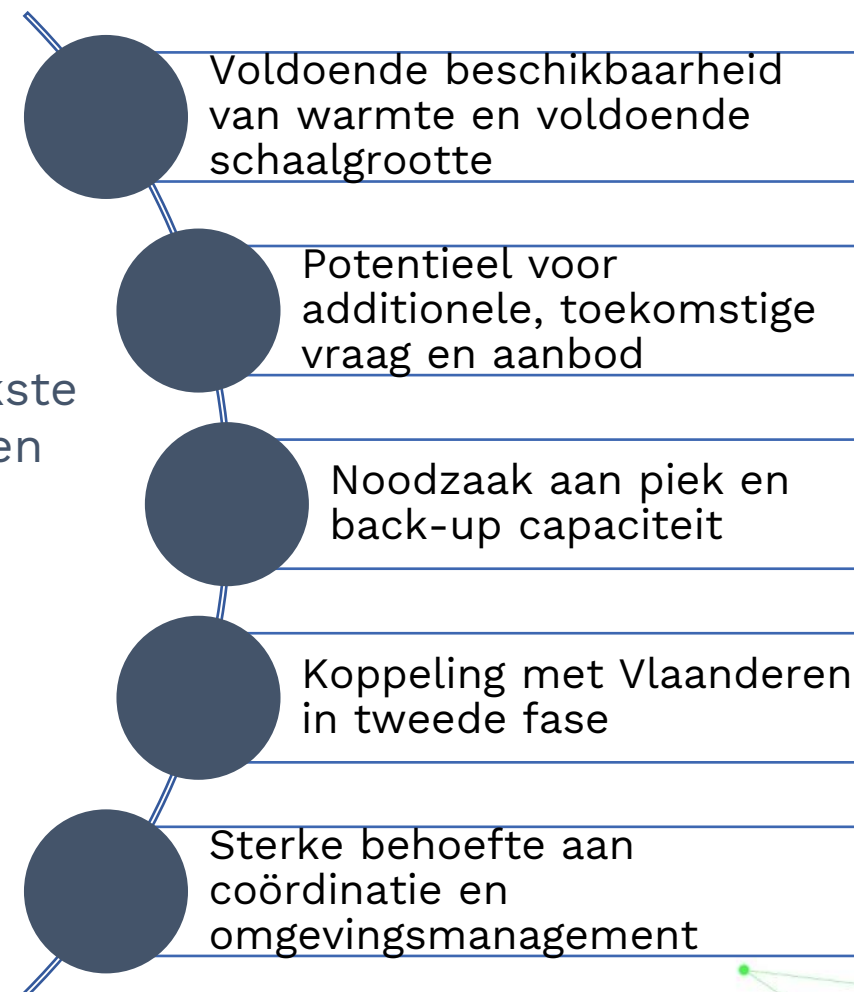 Voldoende beschikbaarheid
van warmte en voldoende
schaalgrootte
Potentieel voor
additionele, toekomstige
vraag en aanbod
Noodzaak aan piek en
back-up capaciteit
Koppeling met Vlaanderen
in tweede fase
Sterke behoefte aan
coördinatie en
omgevingsmanagement